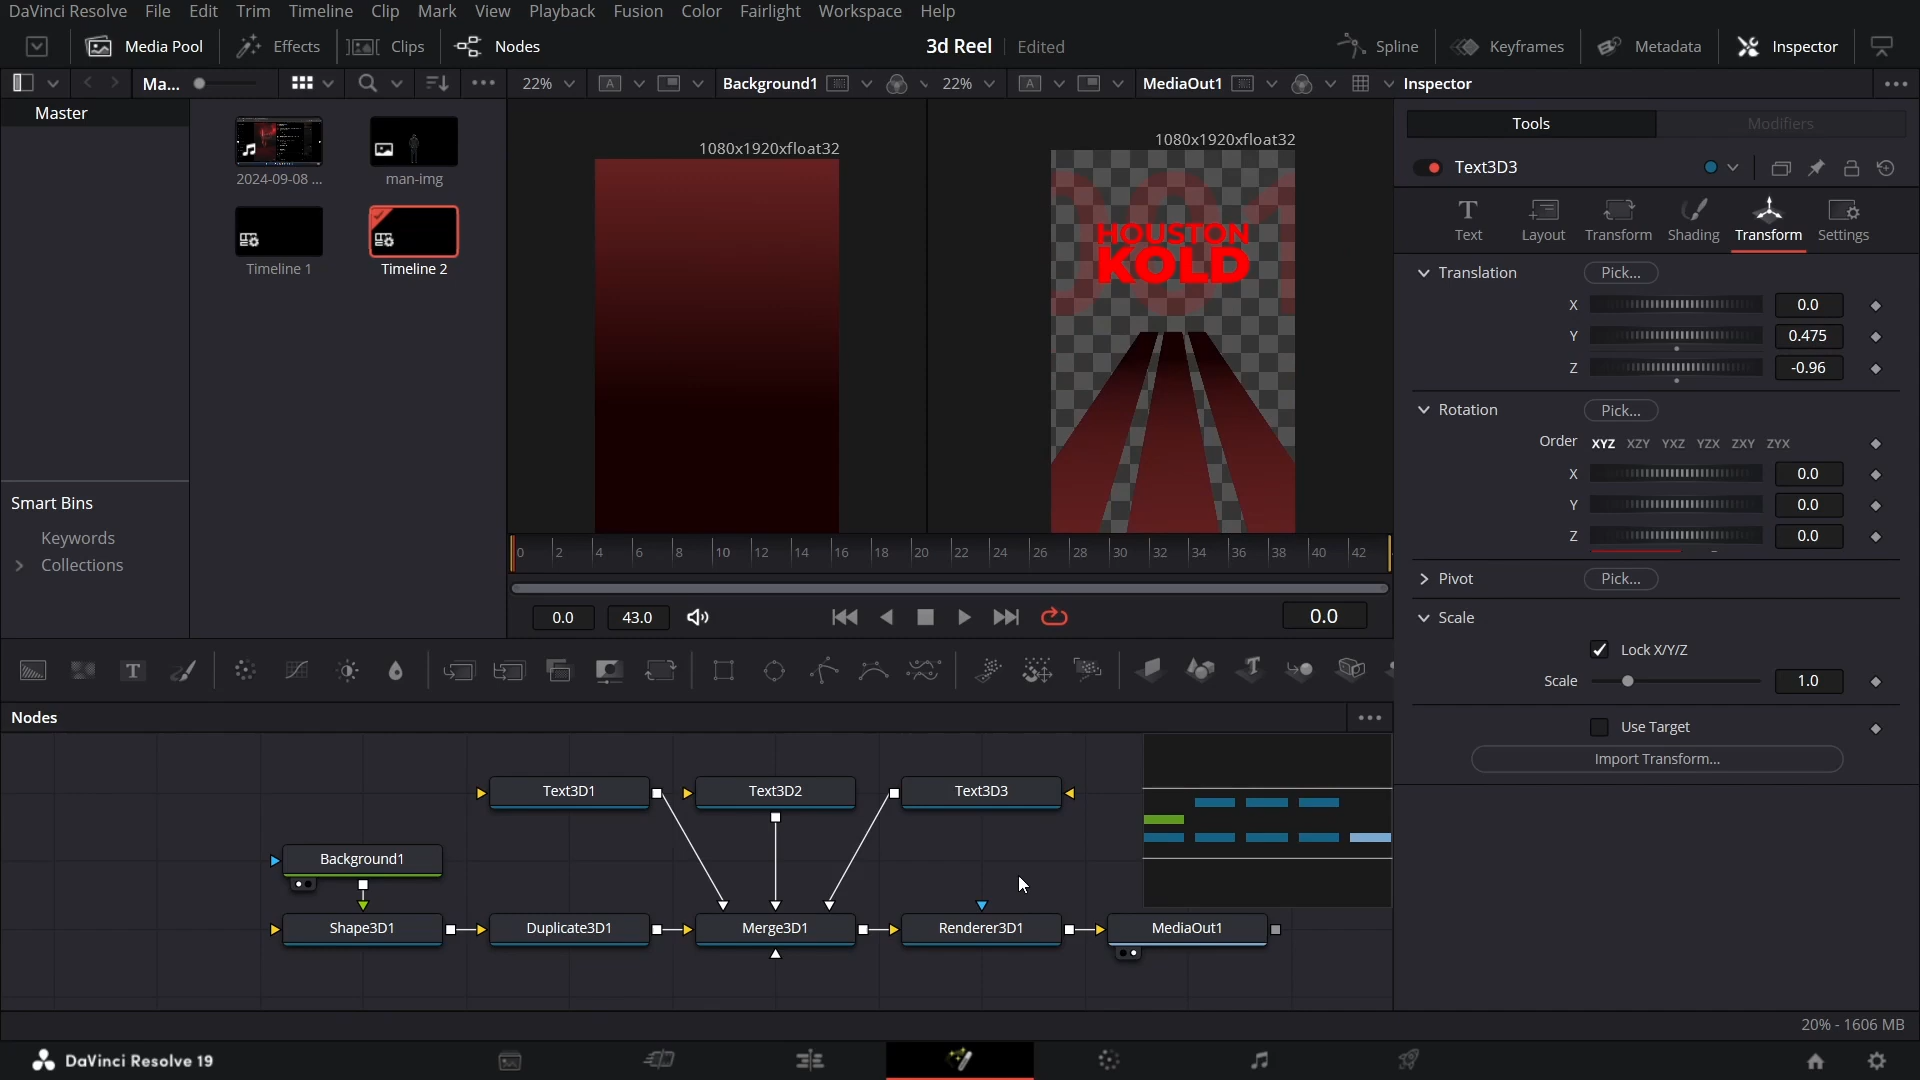 DaVinci Resolve File Edit Trim Timeline Clip Mark View Playback Fusion Color Fairlight Workspace Help
Media Pool Effects Clips Nodes 3d Reel Edited Spline Keyframes Metadata Inspector
Ma... 22% A Background1 22% A MediaOut1 Inspector
Master
2024-09-08 ...
man-img
Timeline 1
Timeline 2
Smart Bins
Keywords
Collections
1080x1920xfloat32
1080x1920xfloat32
HOUSTON
KOLD
0 2 4 6 8 10 12 14 16 18 20 22 24 26 28 30 32 34 36 38 40 42
0.0 43.0 0.0
Tools Modifiers
Text3D3
Text Layout Transform Shading Transform Settings
Translation Pick...
X 0.0
Y 0.475
Z -0.96
Rotation Pick...
Order XYZ XZY YXZ YZX ZXY ZYX
X 0.0
Y 0.0
Z 0.0
Pivot Pick...
Scale
Lock X/Y/Z
Scale 1.0
Use Target
Import Transform...
Nodes
Text3D1 Text3D2 Text3D3
Background1
Shape3D1 Duplicate3D1 Merge3D1 Renderer3D1 MediaOut1
20% - 1606 MB
DaVinci Resolve 19